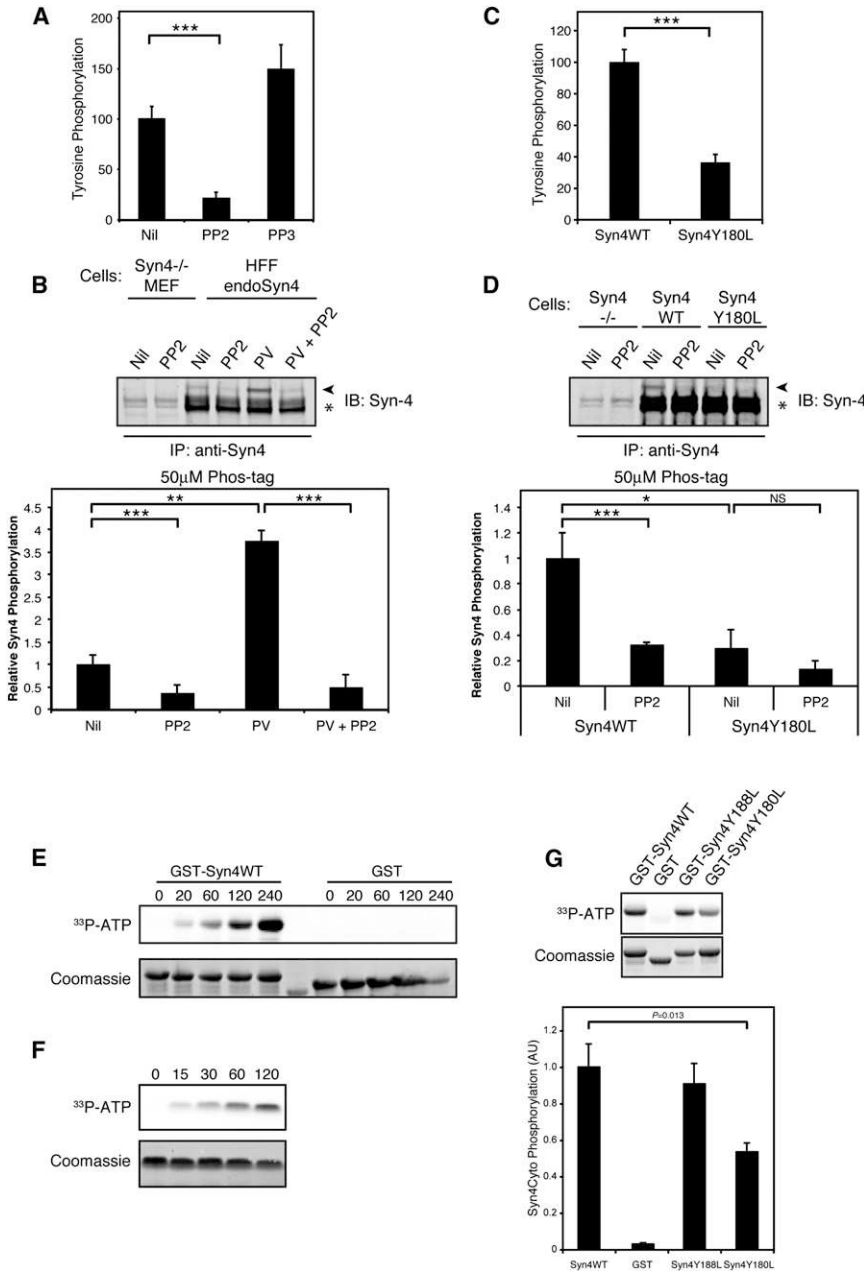 A
Tyrosine Phosphorylation
200
150
100
50
0
***
Nil PP2 PP3
C
Tyrosine Phosphorylation
120
100
80
60
40
20
0
***
Syn4WT Syn4Y180L
B
Cells: Syn4-/- MEF HFF endoSyn4
Nil PP2 Nil PP2 PV PV + PP2
* IB: Syn-4
IP: anti-Syn4
50μM Phos-tag
Relative Syn4 Phosphorylation
4.5
4
3.5
3
2.5
2
1.5
1
0.5
0
** ***
***
Nil PP2 PV PV + PP2
D
Cells: Syn4 -/- Syn4 WT Syn4 Y180L
Nil PP2 Nil PP2 Nil PP2
* IB: Syn-4
IP: anti-Syn4
50μM Phos-tag
Relative Syn4 Phosphorylation
1.4
1.2
1
0.8
0.6
0.4
0.2
0
* NS
***
Nil PP2 Nil PP2
Syn4WT Syn4Y180L
E
GST-Syn4WT GST
0 20 60 120 240 0 20 60 120 240
³³P-ATP
Coomassie
F
0 15 30 60 120
³³P-ATP
Coomassie
G
GST-Syn4WT GST GST-Syn4Y188L GST-Syn4Y180L
³³P-ATP
Coomassie
Syn4Cyto Phosphorylation (AU)
1.2
1.0
0.8
0.6
0.4
0.2
0
P=0.013
Syn4WT GST Syn4Y188L Syn4Y180L